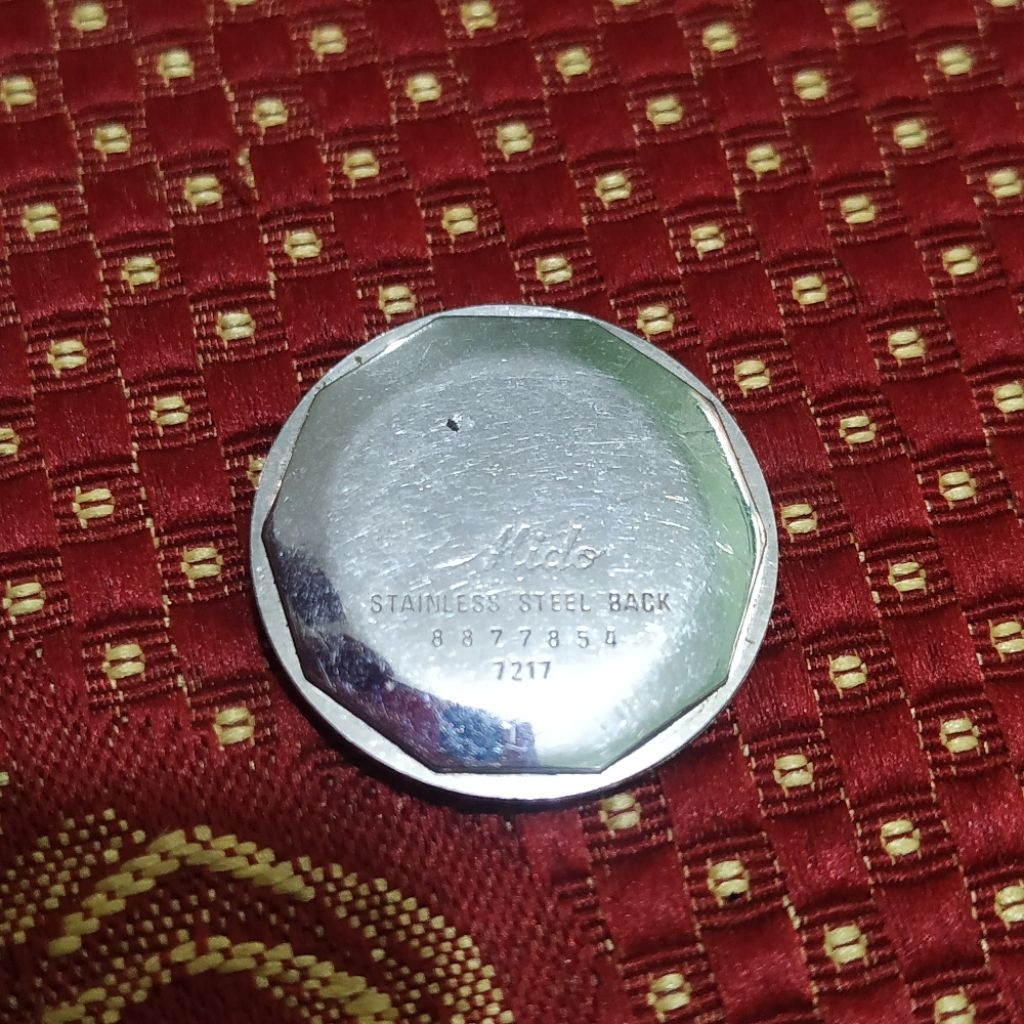 Mido
STAINLESS STEEL BACK
8877854
7217